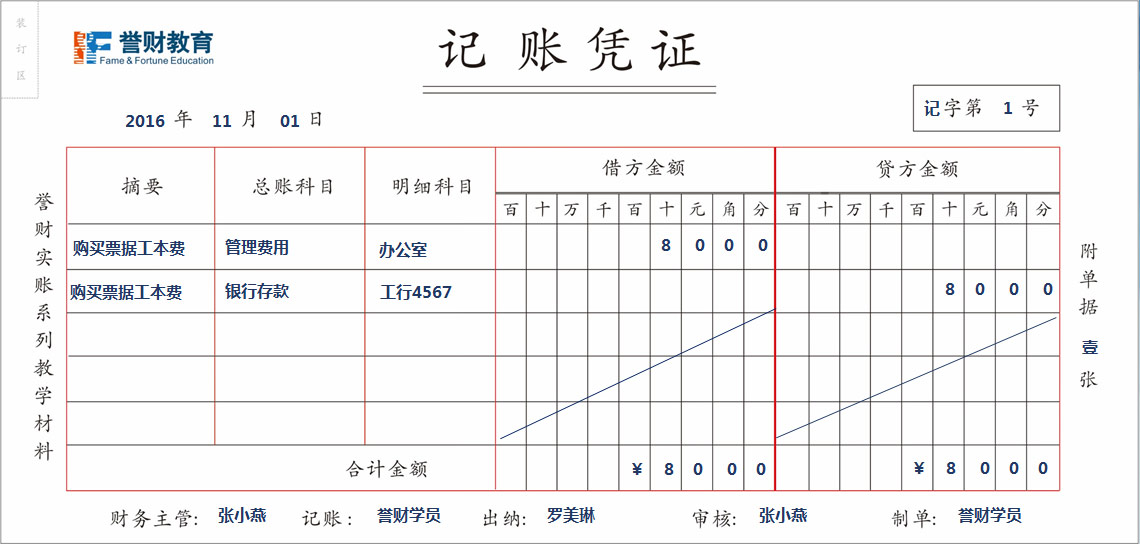 装订区
誉财教育
Fame & Fortune Education
记账凭证
2016 年 11 月 01 日
记字第 1 号
摘要 总账科目 明细科目 借方金额 贷方金额
百 十 万 千 百 十 元 角 分 百 十 万 千 百 十 元 角 分
购买票据工本费 管理费用 办公室 8 0 0 0
购买票据工本费 银行存款 工行4567 8 0 0 0
合计金额 ¥ 8 0 0 0 ¥ 8 0 0 0
誉财实账系列教学材料
附单据 壹 张
财务主管: 张小燕 记账: 誉财学员 出纳: 罗美琳 审核: 张小燕 制单: 誉财学员